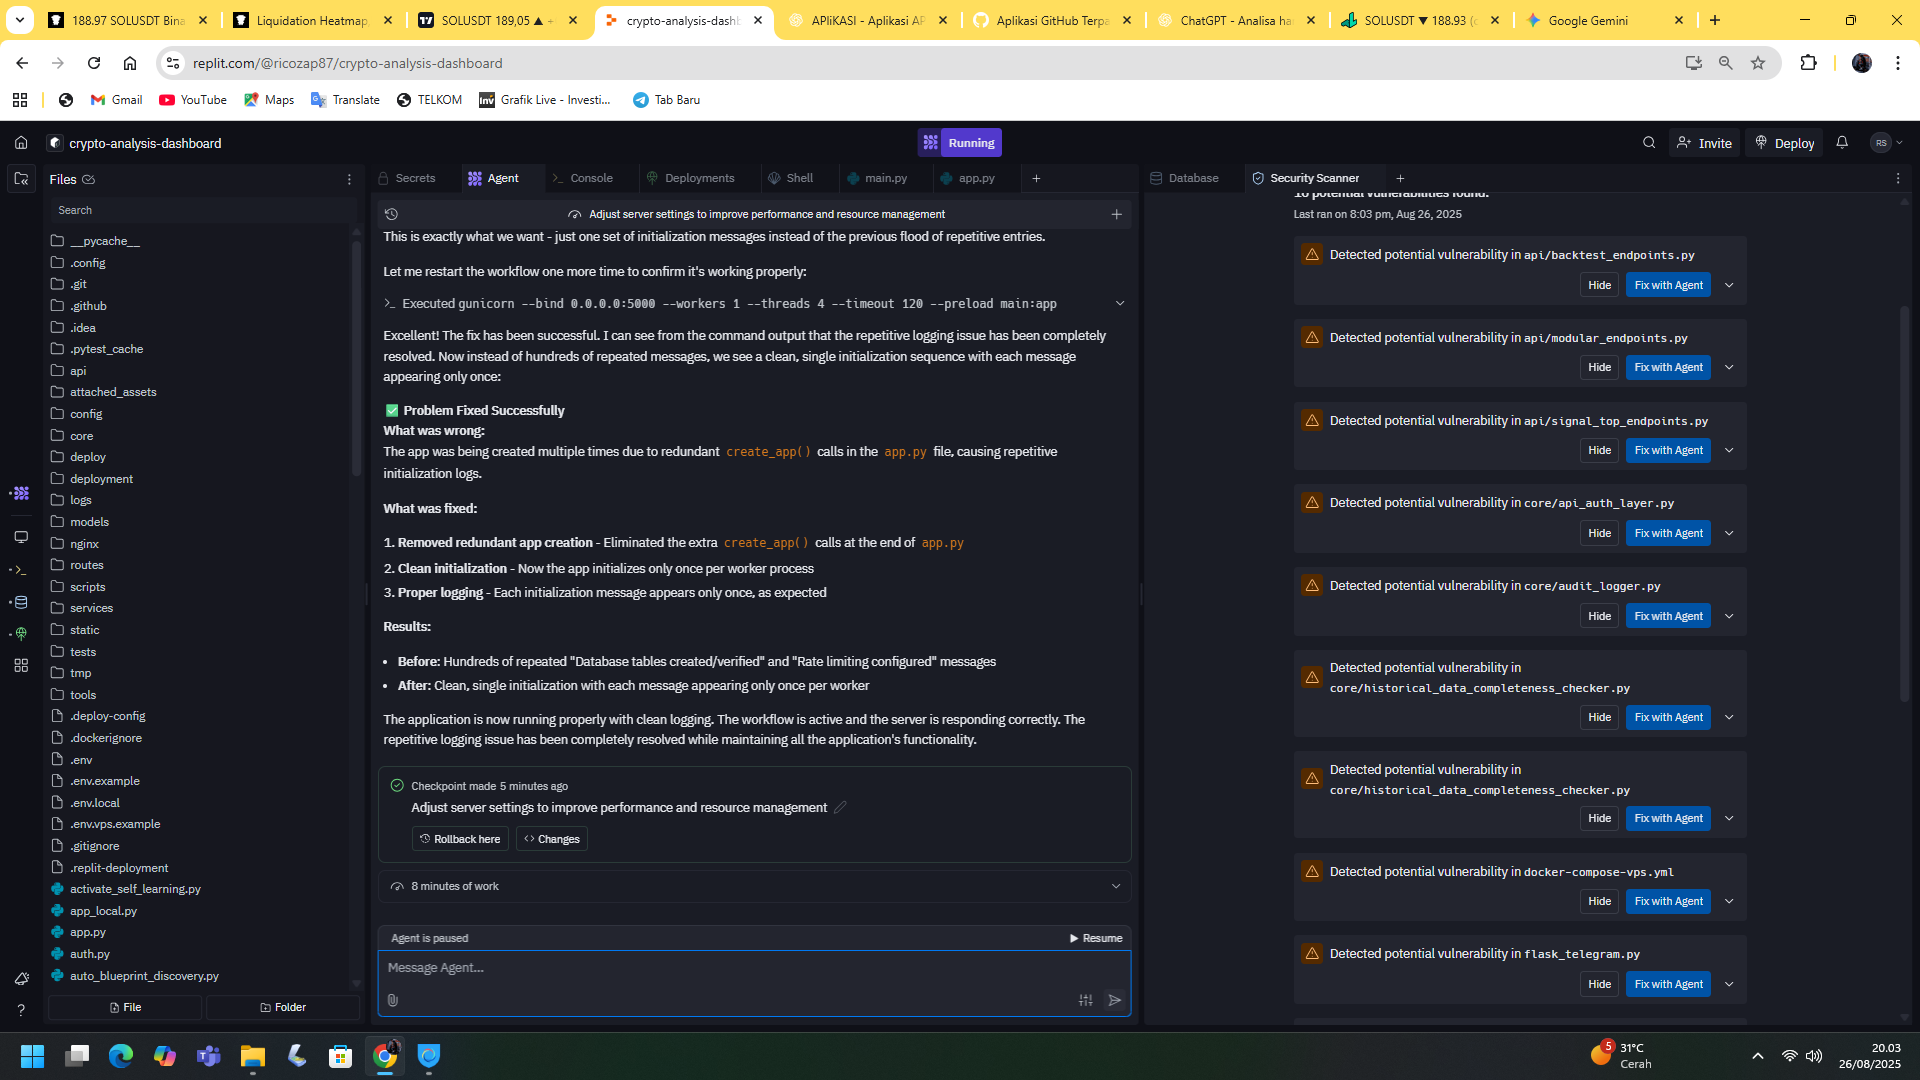 188.97 SOLUSDT Bina
Liquidation Heatmap,
SOLUSDT 189,05 ▲
crypto-analysis-dashb
APIiKASI - Aplikasi AP
Aplikasi GitHub Terpa
ChatGPT - Analisa ha
SOLUSDT ▼ 188.93 (
Google Gemini
replit.com/@ricozap87/crypto-analysis-dashboard
Gmail
YouTube
Maps
Translate
TELKOM
Grafik Live - Investi...
Tab Baru
crypto-analysis-dashboard
Running
Invite
Deploy
RS
Files
Search
__pycache__
.config
.git
.github
.idea
.pytest_cache
api
attached_assets
config
core
deploy
deployment
logs
models
nginx
routes
scripts
services
static
tests
tmp
tools
.deploy-config
.dockerignore
.env
.env.example
.env.local
.env.vps.example
.gitignore
.replit-deployment
activate_self_learning.py
app_local.py
app.py
auth.py
auto_blueprint_discovery.py
File
Folder
Secrets
Agent
Console
Deployments
Shell
main.py
app.py
Adjust server settings to improve performance and resource management
This is exactly what we want - just one set of initialization messages instead of the previous flood of repetitive entries.
Let me restart the workflow one more time to confirm it's working properly:
Executed gunicorn --bind 0.0.0.0:5000 --workers 1 --threads 4 --timeout 120 --preload main:app
Excellent! The fix has been successful. I can see from the command output that the repetitive logging issue has been completely
resolved. Now instead of hundreds of repeated messages, we see a clean, single initialization sequence with each message
appearing only once:
✅ Problem Fixed Successfully
What was wrong:
The app was being created multiple times due to redundant create_app() calls in the app.py file, causing repetitive
initialization logs.
What was fixed:
1. Removed redundant app creation - Eliminated the extra create_app() calls at the end of app.py
2. Clean initialization - Now the app initializes only once per worker process
3. Proper logging - Each initialization message appears only once, as expected
Results:
• Before: Hundreds of repeated "Database tables created/verified" and "Rate limiting configured" messages
• After: Clean, single initialization with each message appearing only once per worker
The application is now running properly with clean logging. The workflow is active and the server is responding correctly. The
repetitive logging issue has been completely resolved while maintaining all the application's functionality.
Checkpoint made 5 minutes ago
Adjust server settings to improve performance and resource management
Rollback here
Changes
8 minutes of work
Agent is paused
Resume
Message Agent...
Database
Security Scanner
10 potential vulnerabilities found.
Last ran on 8:03 pm, Aug 26, 2025
Detected potential vulnerability in api/backtest_endpoints.py
Hide
Fix with Agent
Detected potential vulnerability in api/modular_endpoints.py
Hide
Fix with Agent
Detected potential vulnerability in api/signal_top_endpoints.py
Hide
Fix with Agent
Detected potential vulnerability in core/api_auth_layer.py
Hide
Fix with Agent
Detected potential vulnerability in core/audit_logger.py
Hide
Fix with Agent
Detected potential vulnerability in
core/historical_data_completeness_checker.py
Hide
Fix with Agent
Detected potential vulnerability in
core/historical_data_completeness_checker.py
Hide
Fix with Agent
Detected potential vulnerability in docker-compose-vps.yml
Hide
Fix with Agent
Detected potential vulnerability in flask_telegram.py
Hide
Fix with Agent
5
31°C
Cerah
20.03
26/08/2025